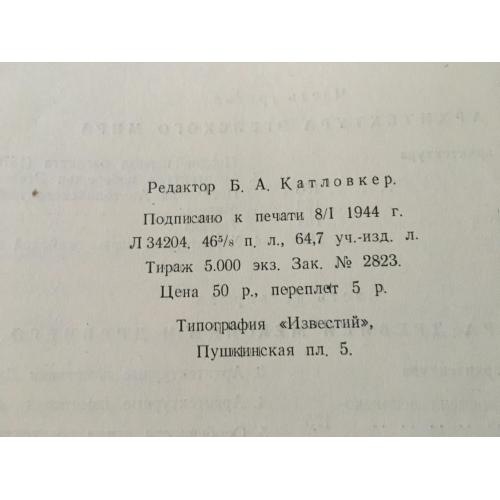 Редактор Б. А. Қатловкер.
Подписано к печати 8/I 1944 г.
Л 34204. 46⁵/₈ п. л., 64,7 уч.-изд. л.
Тираж 5.000 экз. Зак. № 2823.
Цена 50 р., переплет 5 р.
Типография «Известий»,
Пушкинская пл. 5.